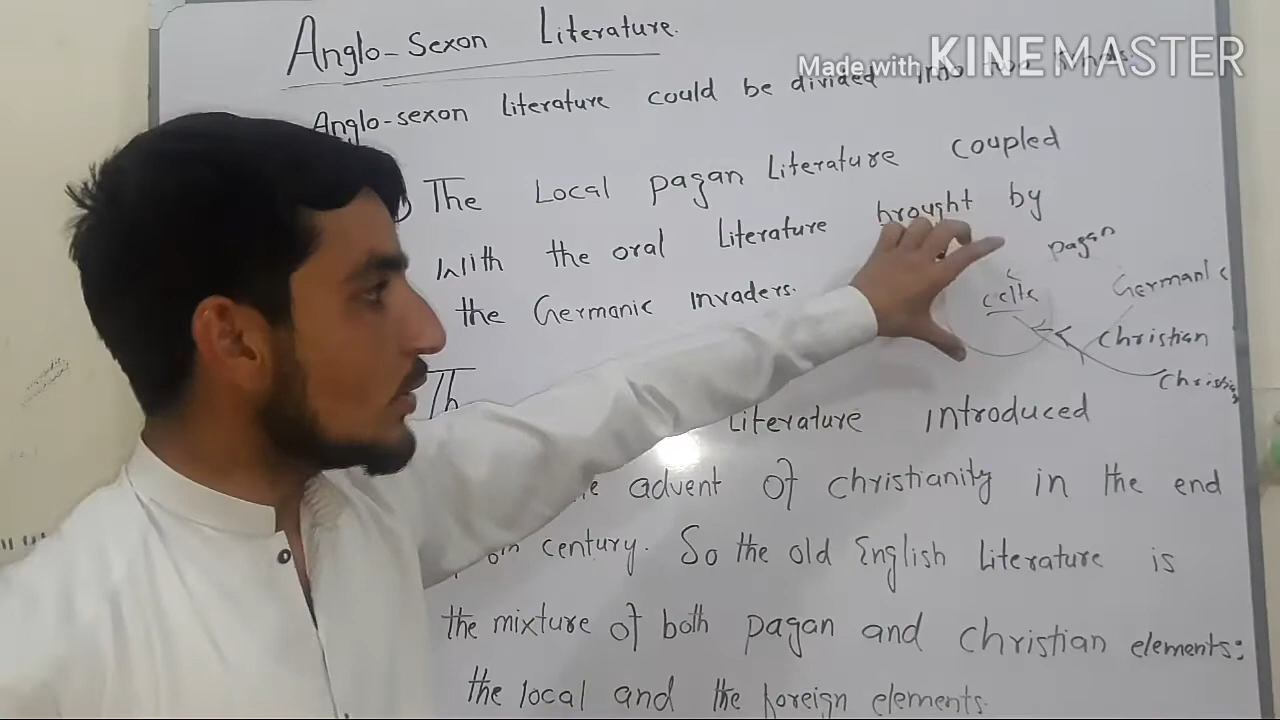 Anglo-Sexon Literature.
Made with KINEMASTER
Anglo-sexon literature could be divided into
The Local pagan Literature coupled
with the oral Literature brought by
the Germanic Invaders.
pagan
celts
Germanic
Christian
Literature introduced
advent of christianity in the end
century. So the old English Literature is
the mixture of both pagan and christian elements:
the local and the foreign elements.